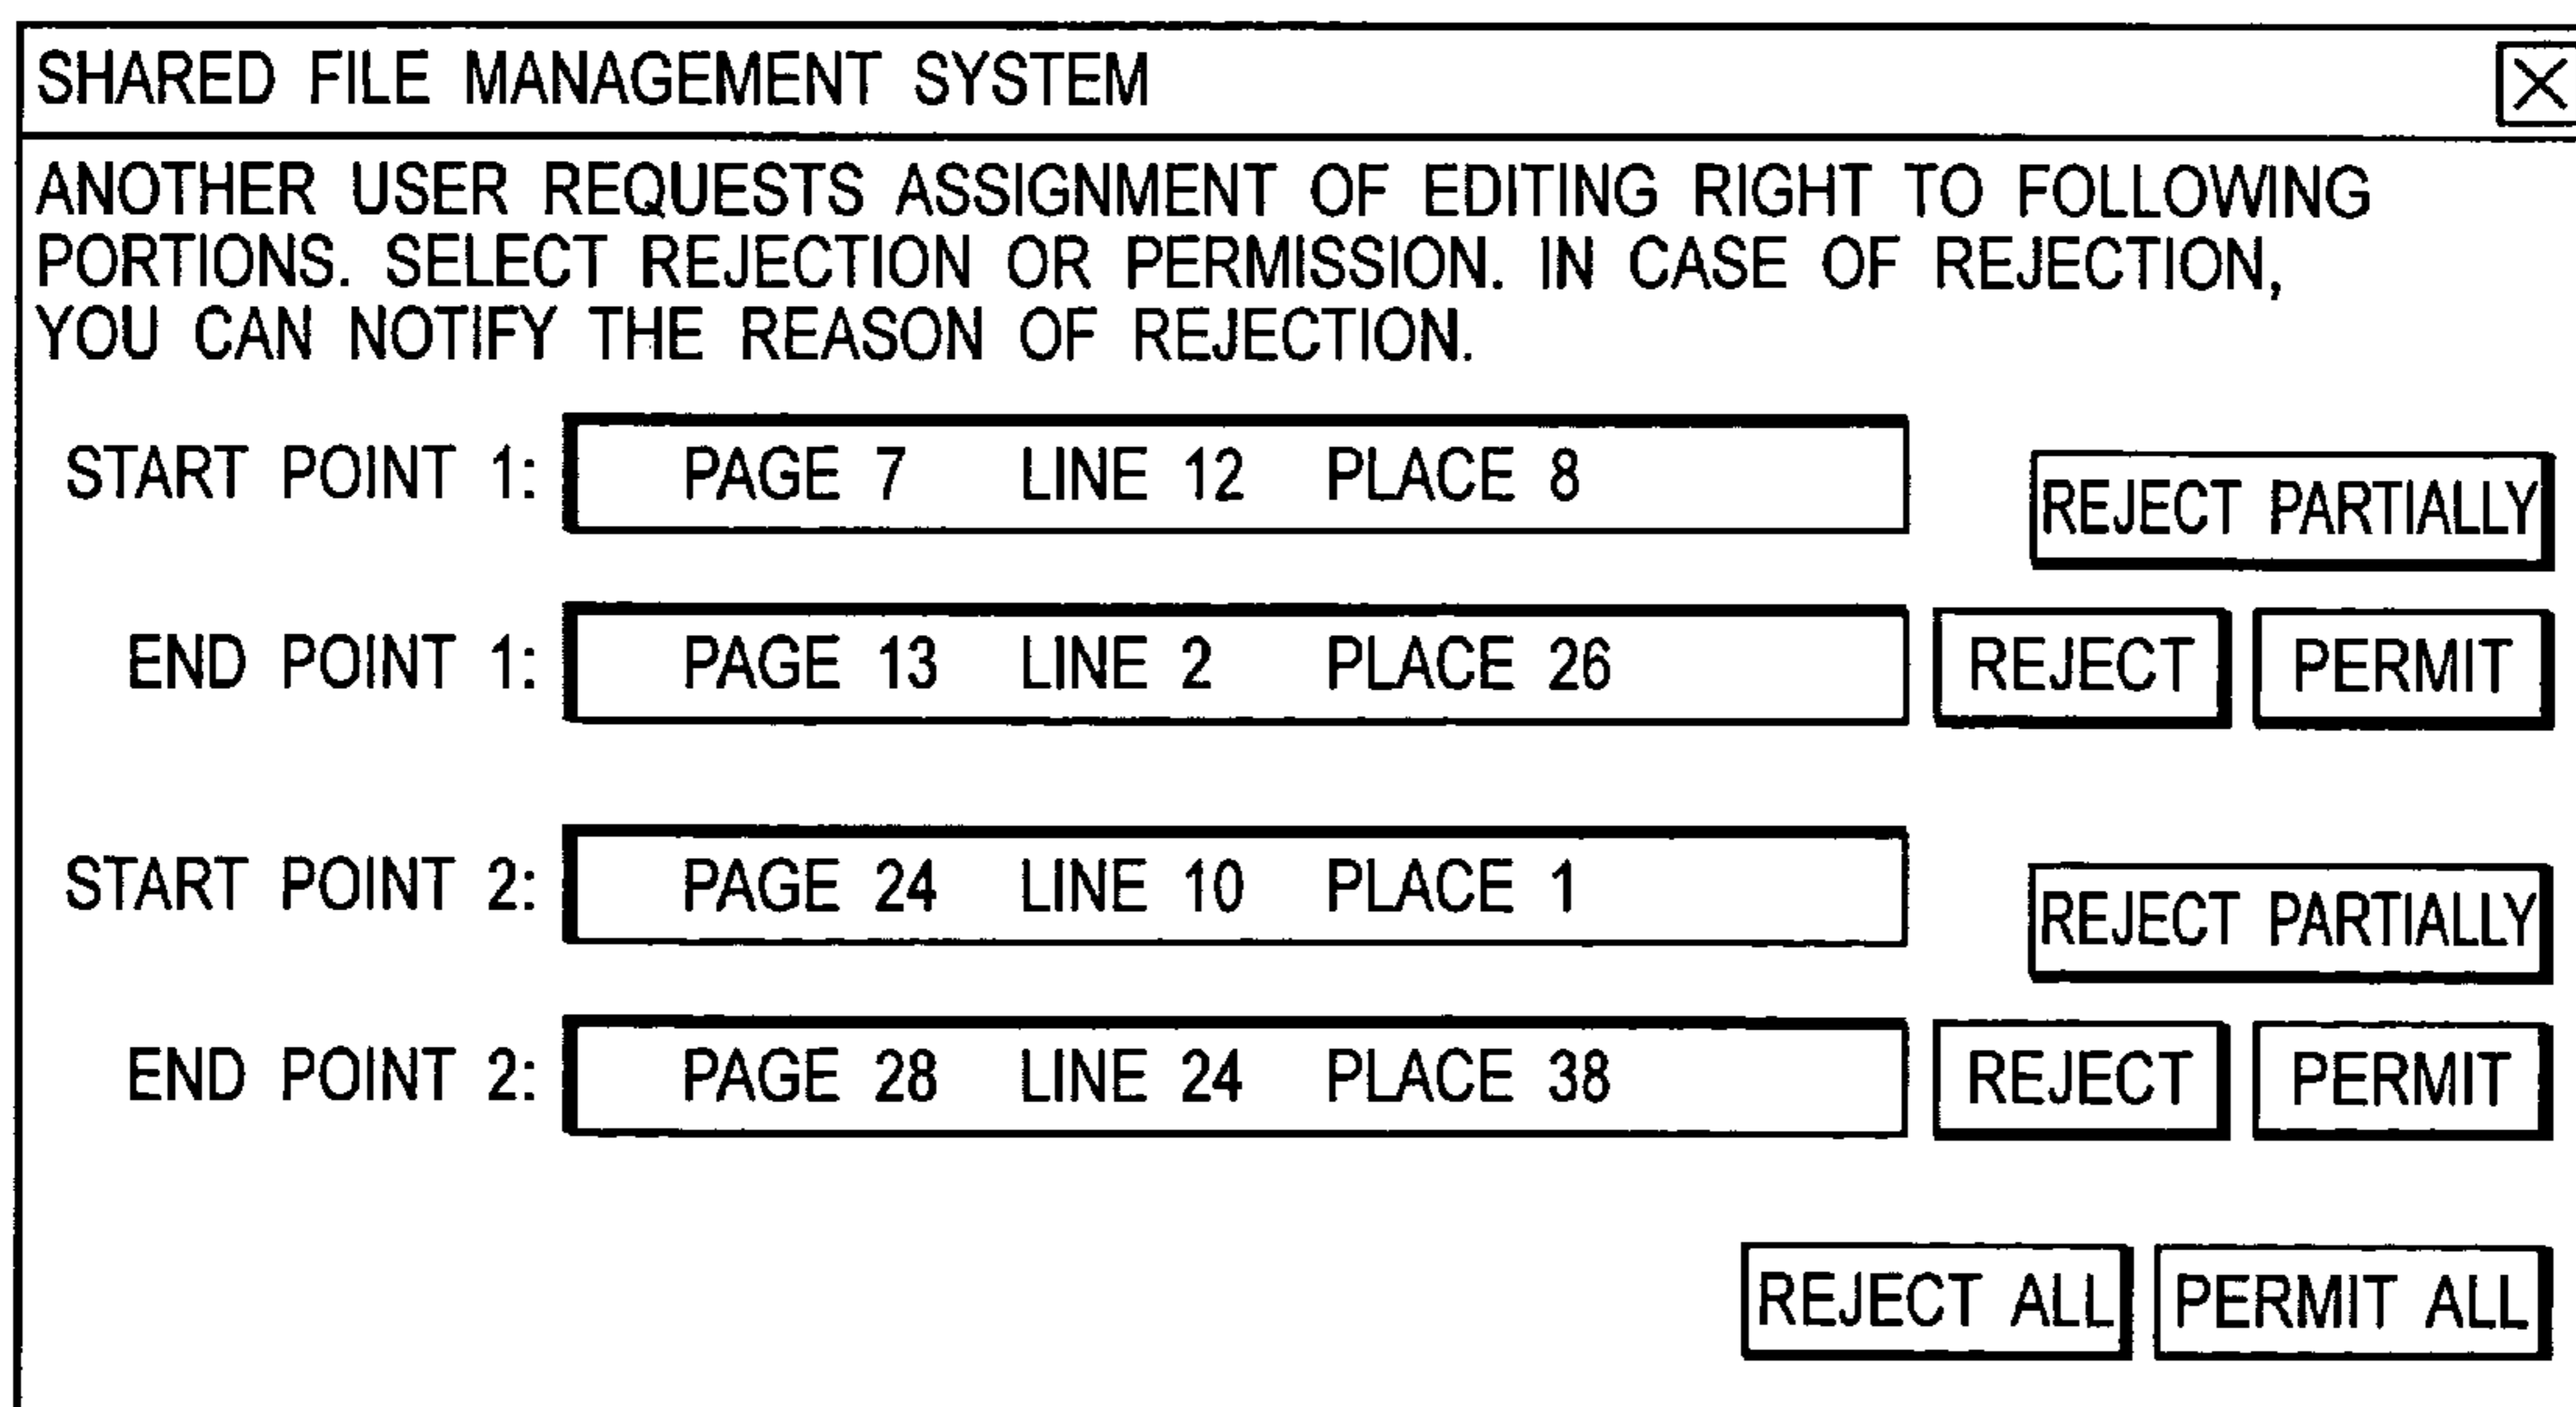 SHARED FILE MANAGEMENT SYSTEM
ANOTHER USER REQUESTS ASSIGNMENT OF EDITING RIGHT TO FOLLOWING
PORTIONS. SELECT REJECTION OR PERMISSION. IN CASE OF REJECTION,
YOU CAN NOTIFY THE REASON OF REJECTION.
START POINT 1: PAGE 7 LINE 12 PLACE 8
REJECT PARTIALLY
END POINT 1: PAGE 13 LINE 2 PLACE 26 REJECT PERMIT
START POINT 2: PAGE 24 LINE 10 PLACE 1
REJECT PARTIALLY
END POINT 2: PAGE 28 LINE 24 PLACE 38 REJECT PERMIT
REJECT ALL PERMIT ALL